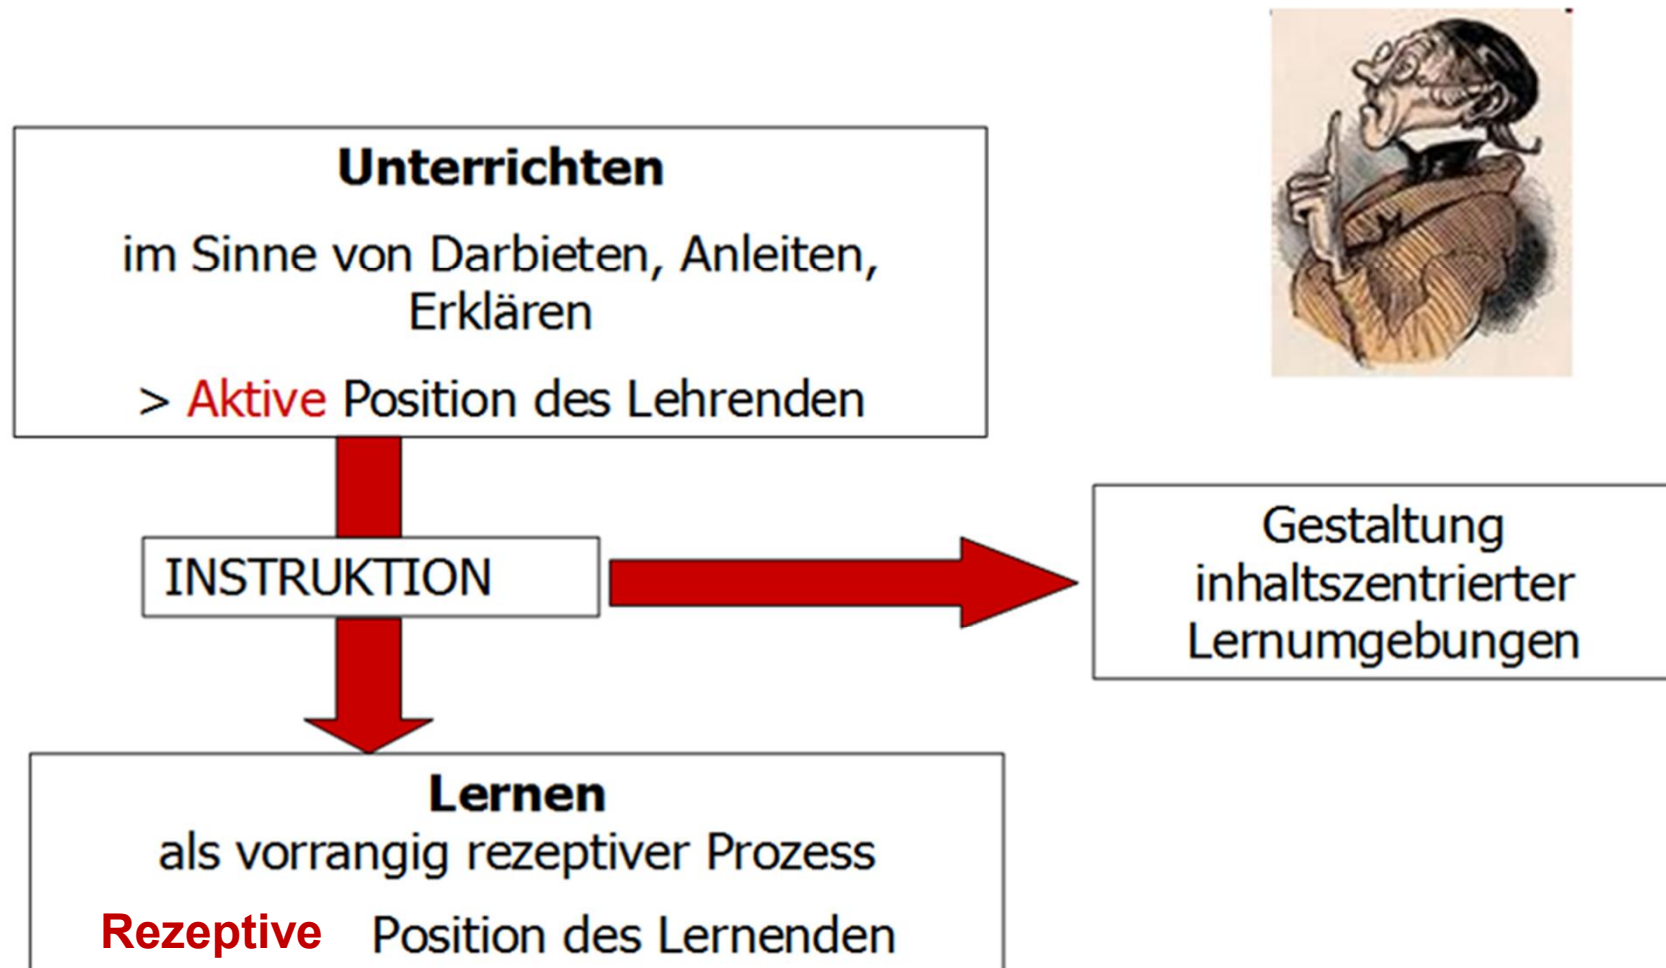 Unterrichten
im Sinne von Darbieten, Anleiten,
Erklären
> Aktive Position des Lehrenden
INSTRUKTION
Gestaltung
inhaltszentrierter
Lernumgebungen
Lernen
als vorrangig rezeptiver Prozess
Rezeptive Position des Lernenden